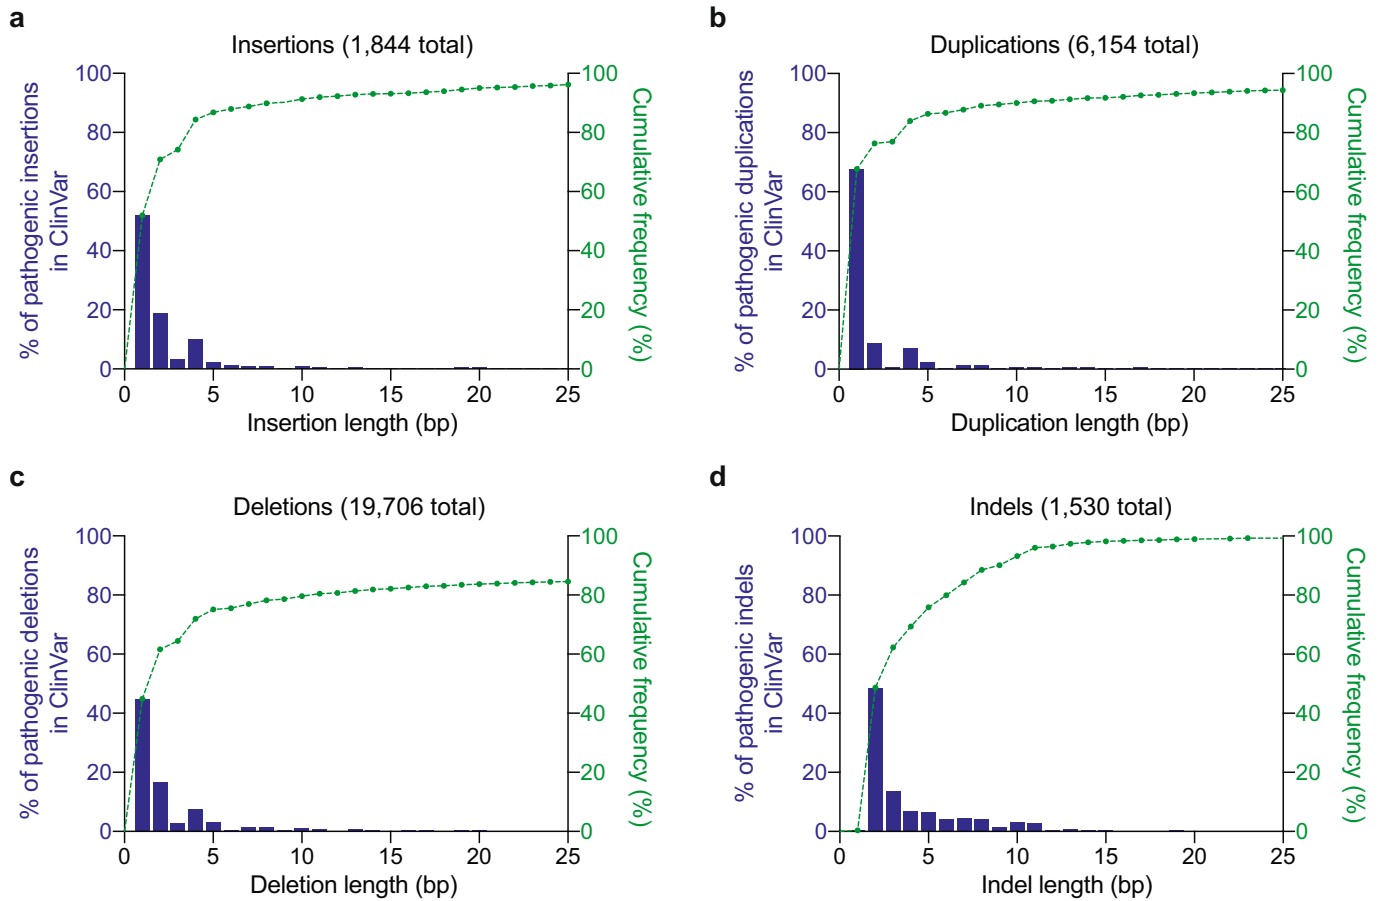 a
Insertions (1,844 total)
% of pathogenic insertions
in ClinVar
100
80
60
40
20
0
100
80
60
40
20
0
Cumulative frequency (%)
0 5 10 15 20 25
Insertion length (bp)
b
Duplications (6,154 total)
% of pathogenic duplications
in ClinVar
100
80
60
40
20
0
100
80
60
40
20
0
Cumulative frequency (%)
0 5 10 15 20 25
Duplication length (bp)
c
Deletions (19,706 total)
% of pathogenic deletions
in ClinVar
100
80
60
40
20
0
100
80
60
40
20
0
Cumulative frequency (%)
0 5 10 15 20 25
Deletion length (bp)
d
Indels (1,530 total)
% of pathogenic indels
in ClinVar
100
80
60
40
20
0
100
80
60
40
20
0
Cumulative frequency (%)
0 5 10 15 20 25
Indel length (bp)